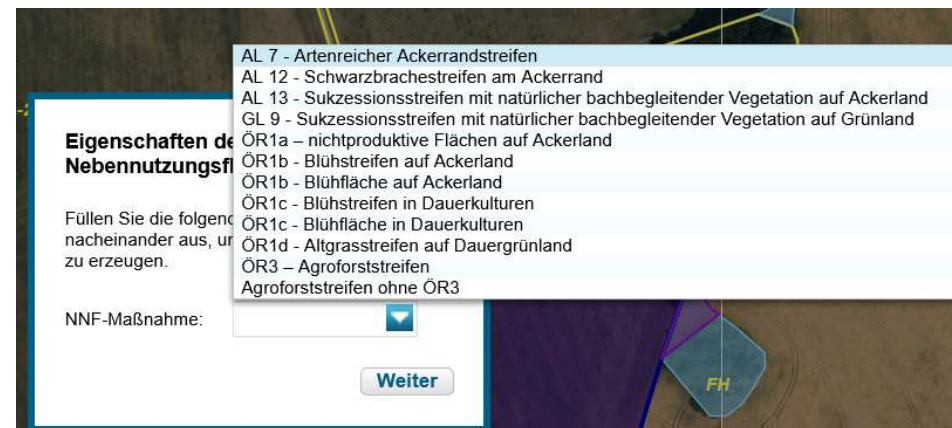 AL 7 - Artenreicher Ackerrandstreifen
AL 12 - Schwarzbrachestreifen am Ackerrand
AL 13 - Sukzessionsstreifen mit natürlicher bachbegleitender Vegetation auf Ackerland
GL 9 - Sukzessionsstreifen mit natürlicher bachbegleitender Vegetation auf Grünland
ÖR1a – nichtproduktive Flächen auf Ackerland
ÖR1b - Blühstreifen auf Ackerland
ÖR1b - Blühfläche auf Ackerland
ÖR1c - Blühstreifen in Dauerkulturen
ÖR1c - Blühfläche in Dauerkulturen
ÖR1d - Altgrasstreifen auf Dauergrünland
ÖR3 – Agroforststreifen
Agroforststreifen ohne ÖR3
Eigenschaften de
Nebennutzungsf
Füllen Sie die folgen
nacheinander aus, u
zu erzeugen.
NNF-Maßnahme:
Weiter
FH